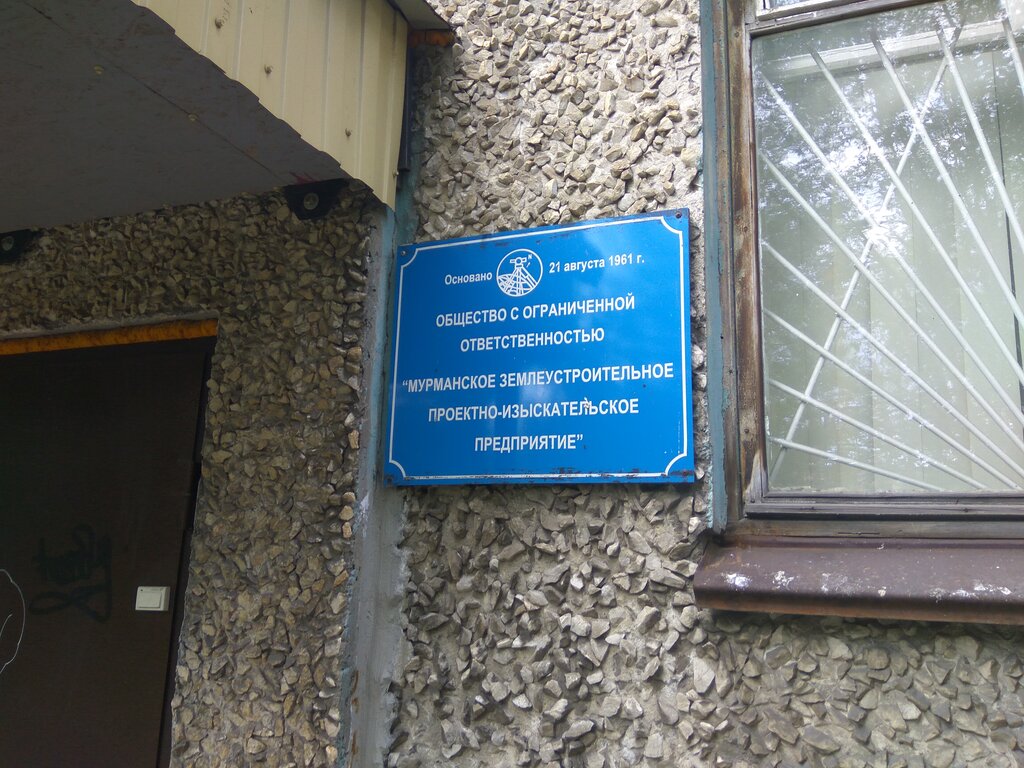 Основано 21 августа 1961 г.
ОБЩЕСТВО С ОГРАНИЧЕННОЙ
ОТВЕТСТВЕННОСТЬЮ
“МУРМАНСКОЕ ЗЕМЛЕУСТРОИТЕЛЬНОЕ
ПРОЕКТНО-ИЗЫСКАТЕЛЬСКОЕ
ПРЕДПРИЯТИЕ”